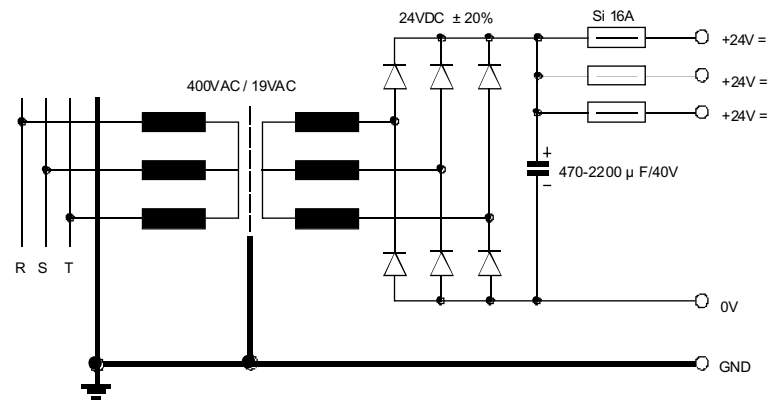 24VDC ± 20%
Si 16A
+24V =
400VAC / 19VAC
+24V =
+24V =
+
470-2200 µ F/40V
−
R S T
0V
GND